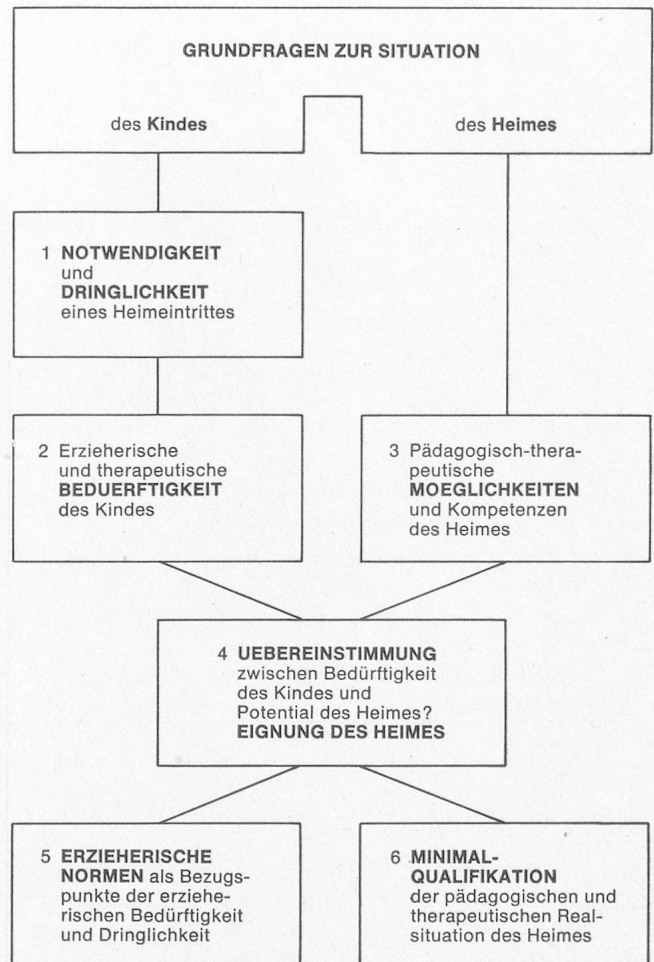 GRUNDFRAGEN ZUR SITUATION
des Kindes
des Heimes
1 NOTWENDIGKEIT
und
DRINGLICHKEIT
eines Heimeintrittes
2 Erzieherische
und therapeutische
BEDUERFTIGKEIT
des Kindes
3 Pädagogisch-thera-
peutische
MOEGLICHKEITEN
und Kompetenzen
des Heimes
4 UEBEREINSTIMMUNG
zwischen Bedürftigkeit
des Kindes und
Potential des Heimes?
EIGNUNG DES HEIMES
5 ERZIEHERISCHE
NORMEN als Bezugs-
punkte der erziehe-
rischen Bedürftigkeit
und Dringlichkeit
6 MINIMAL-
QUALIFIKATION
der pädagogischen und
therapeutischen Real-
situation des Heimes